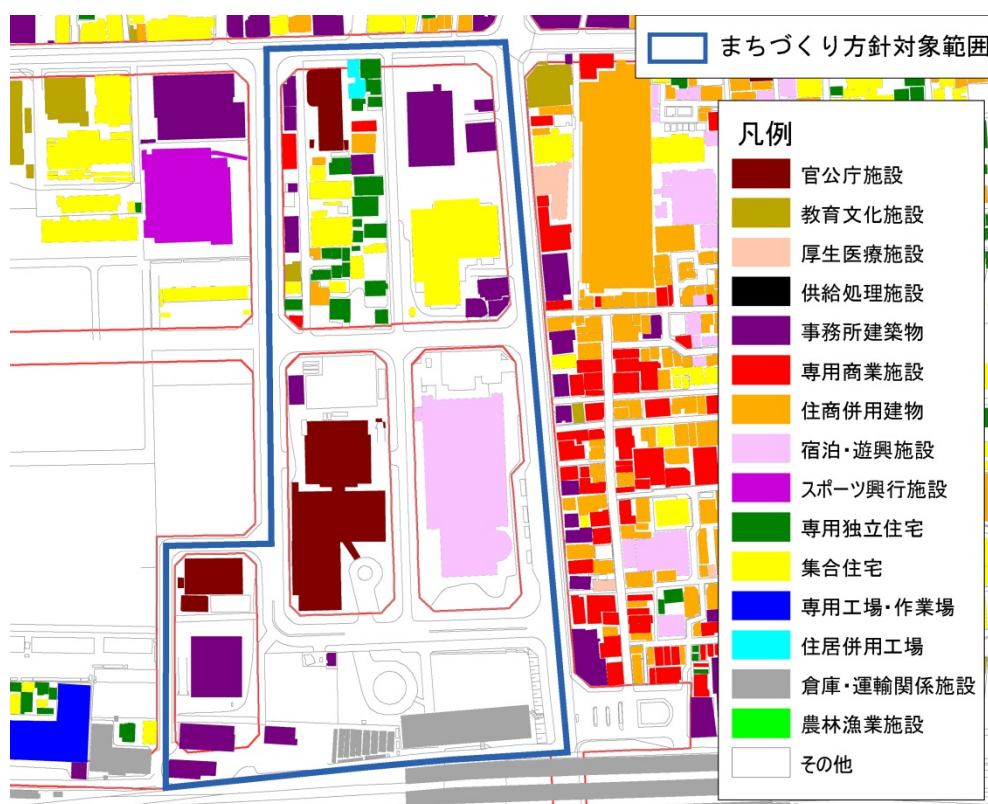 まちづくり方針対象範囲
凡例
官公庁施設
教育文化施設
厚生医療施設
供給処理施設
事務所建築物
専用商業施設
住商併用建物
宿泊・遊興施設
スポーツ興行施設
専用独立住宅
集合住宅
専用工場・作業場
住居併用工場
倉庫・運輸関係施設
農林漁業施設
その他